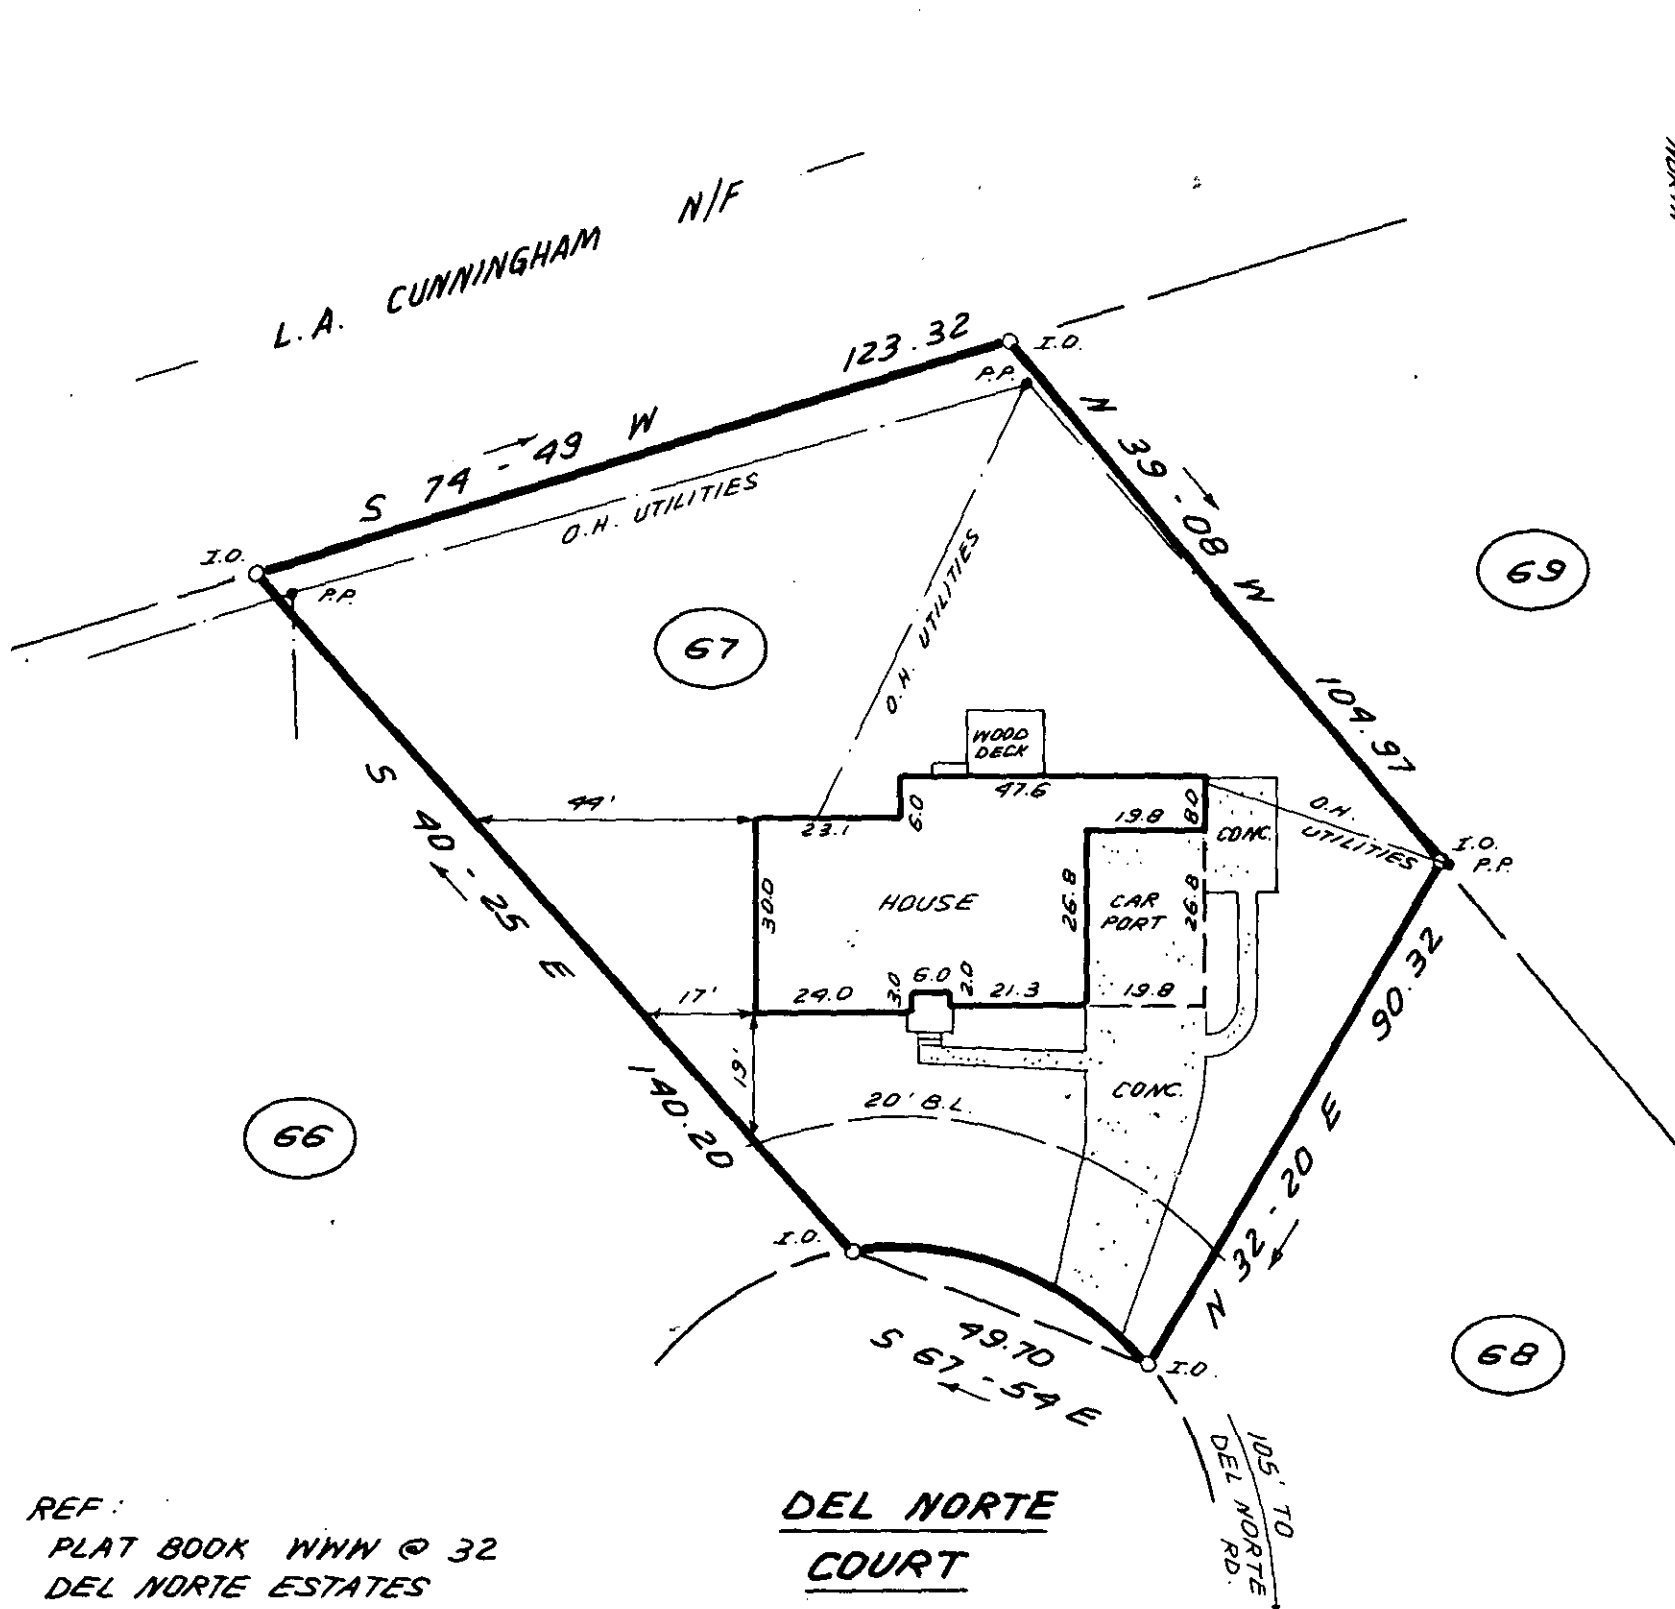 NORTH
L.A. CUNNINGHAM N/F
S 74-49 W 123.32
I.O.
P.P.
N 39-08 W 104.97
O.H. UTILITIES
I.O.
P.P.
O.H. UTILITIES
67
69
WOOD
DECK
47.6
44'
23.1
6.0
19.8
8.0
CONC.
O.H.
UTILITIES
I.O.
P.P.
S 40-25 E 140.20
30.0
HOUSE
26.8
CAR
PORT
26.8
17'
24.0
3.0
6.0
2.0
21.3
19.8
90.32
N 32-20 E
19'
20' B.L.
CONC.
66
I.O.
49.70
S 67-54 E
I.O.
68
105' TO
DEL NORTE
RD.
REF:
PLAT BOOK WWW @ 32
DEL NORTE ESTATES
DEL NORTE
COURT